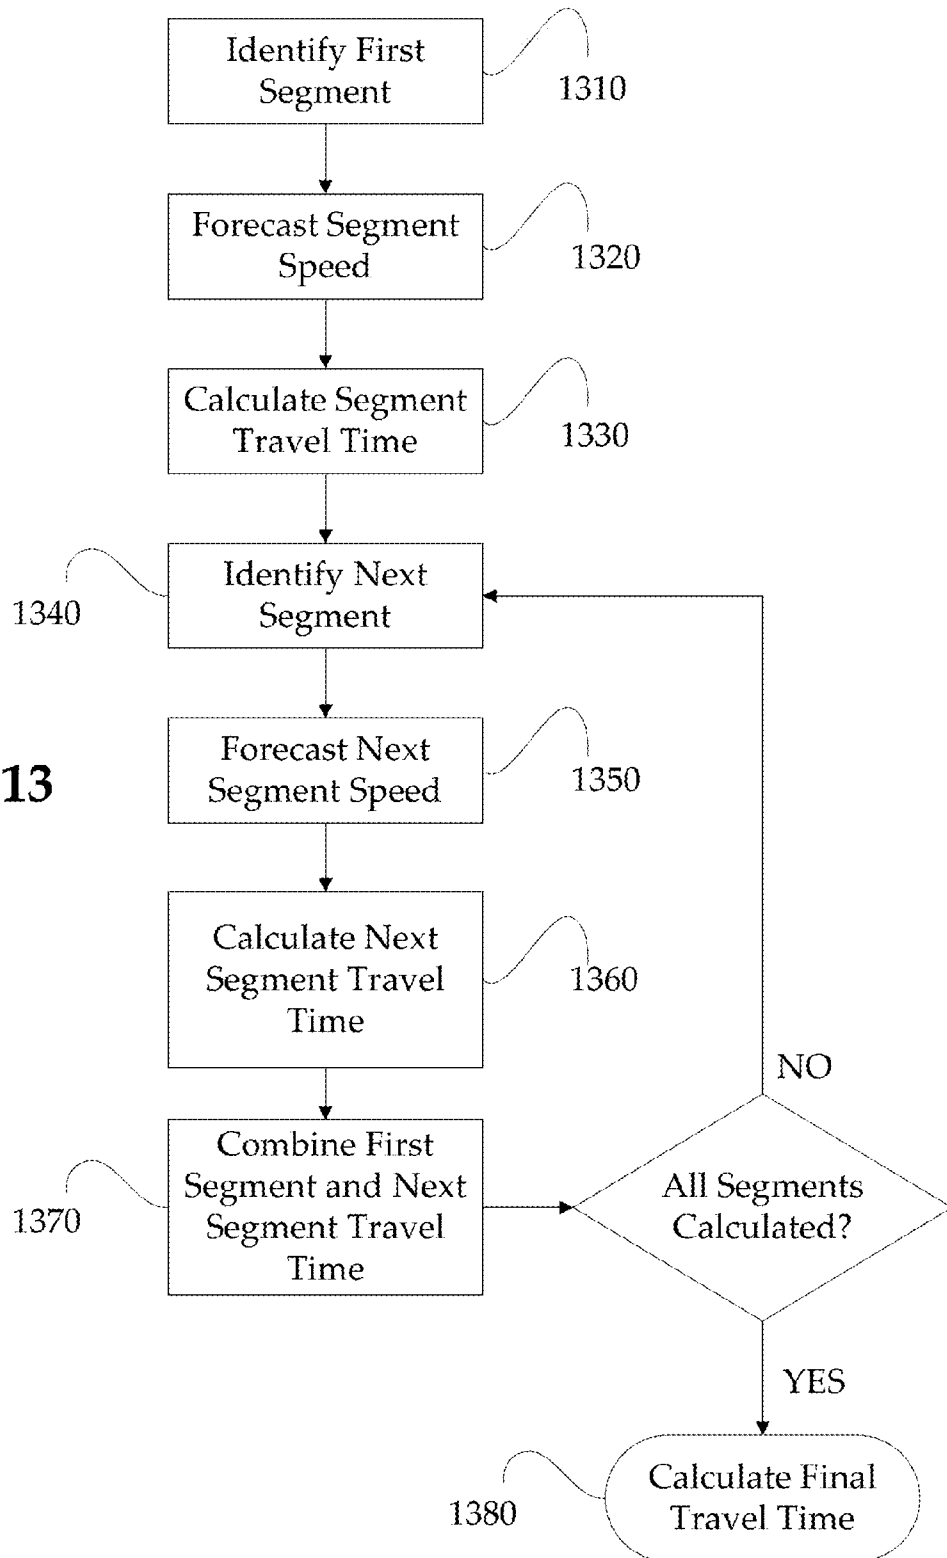 Identify First
Segment
1310
Forecast Segment
Speed
1320
Calculate Segment
Travel Time
1330
Identify Next
Segment
1340
13
Forecast Next
Segment Speed
1350
Calculate Next
Segment Travel
Time
1360
NO
Combine First
Segment and Next
Segment Travel
Time
1370
All Segments
Calculated?
YES
Calculate Final
Travel Time
1380